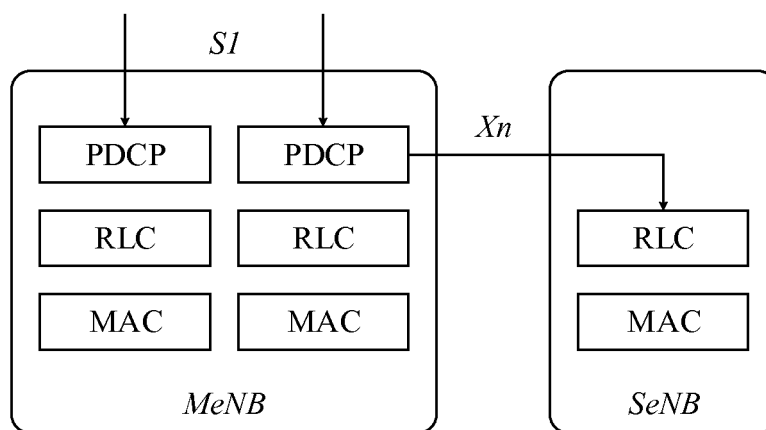 S1
PDCP PDCP Xn
RLC RLC RLC
MAC MAC MAC
MeNB SeNB